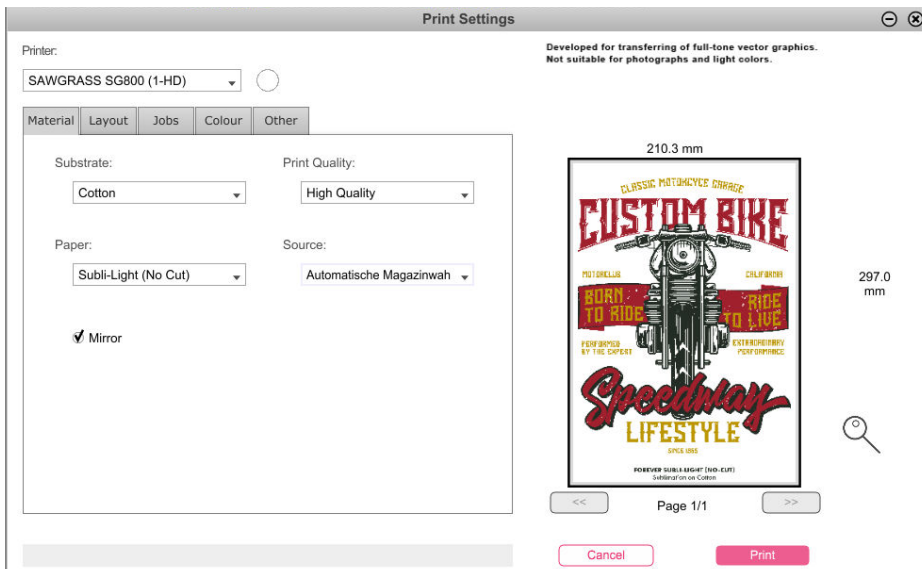 Print Settings
Printer:
SAWGRASS SG800 (1-HD)
Material
Layout
Jobs
Colour
Other
Substrate:
Cotton
Print Quality:
High Quality
Paper:
Subli-Light (No Cut)
Source:
Automatische Magazinwah
Mirror
Developed for transferring of full-tone vector graphics.
Not suitable for photographs and light colors.
210.3 mm
CLASSIC MOTORCYCE GARAGE
CUSTOM BIKE
MOTORCLUB
CALIFORNIA
BORN
TO RIDE
RIDE
TO LIVE
PERFORMED
BY THE EXPERT
EXTRAORDINARY
PERFORMANCE
Speedway
LIFESTYLE
SINCE 1985
FOREVER SUBLI-LIGHT (NO-CUT)
Sublimation on Cotton
297.0
mm
<<
Page 1/1
>>
Cancel
Print